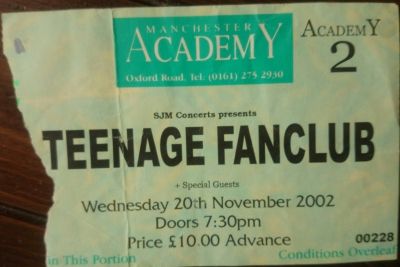 MANCHESTER
ACADEMY
Oxford Road. Tel: (0161) 275 2930
ACADEMY
2
SJM Concerts presents
TEENAGE FANCLUB
+ Special Guests
Wednesday 20th November 2002
Doors 7:30pm
Price £10.00 Advance
00228
in This Portion
Conditions Overleaf